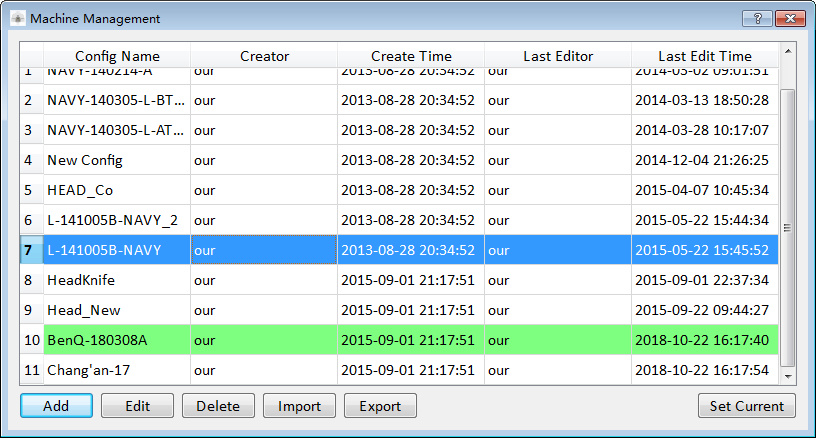 Machine Management
Config Name Creator Create Time Last Editor Last Edit Time
1 NAVY-140214-A our 2013-08-28 20:34:52 our 2014-03-02 09:01:51
2 NAVY-140305-L-BT... our 2013-08-28 20:34:52 our 2014-03-13 18:50:28
3 NAVY-140305-L-AT... our 2013-08-28 20:34:52 our 2014-03-28 10:17:07
4 New Config our 2013-08-28 20:34:52 our 2014-12-04 21:26:25
5 HEAD_Co our 2013-08-28 20:34:52 our 2015-04-07 10:45:34
6 L-141005B-NAVY_2 our 2013-08-28 20:34:52 our 2015-05-22 15:44:34
7 L-141005B-NAVY our 2013-08-28 20:34:52 our 2015-05-22 15:45:52
8 HeadKnife our 2015-09-01 21:17:51 our 2015-09-01 22:37:34
9 Head_New our 2015-09-01 21:17:51 our 2015-09-22 09:44:27
10 BenQ-180308A our 2015-09-01 21:17:51 our 2018-10-22 16:17:40
11 Chang'an-17 our 2015-09-01 21:17:51 our 2018-10-22 16:17:54
Add Edit Delete Import Export Set Current